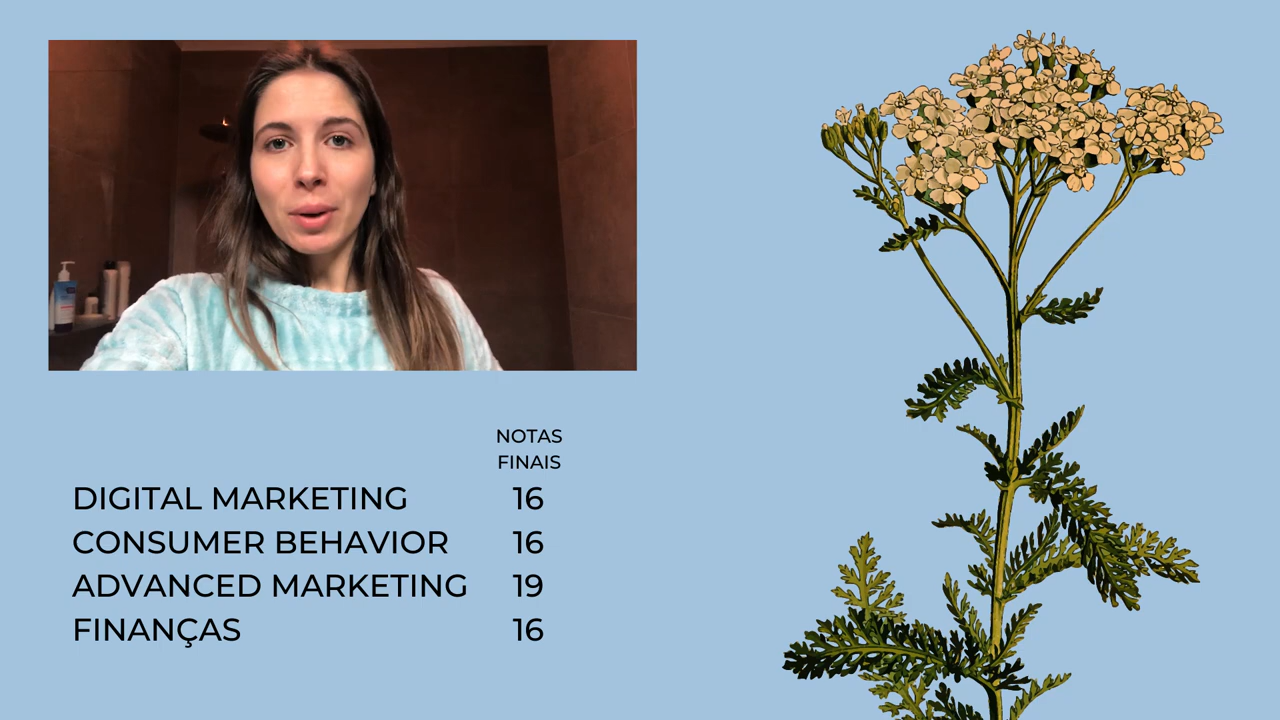 NOTAS
FINAIS
DIGITAL MARKETING 16
CONSUMER BEHAVIOR 16
ADVANCED MARKETING 19
FINANÇAS 16